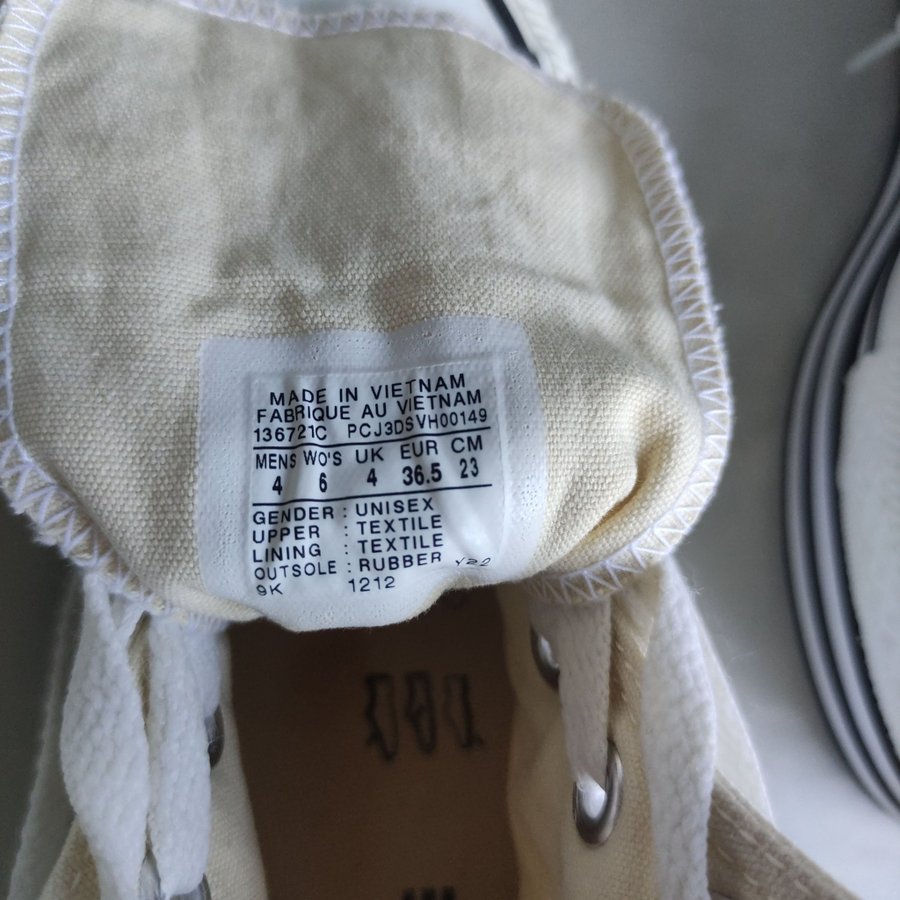 MADE IN VIETNAM
FABRIQUE AU VIETNAM
136721C PCJ3DSVH00149
MENS WO'S UK EUR CM
4 6 4 36.5 23
GENDER : UNISEX
UPPER : TEXTILE
LINING : TEXTILE
OUTSOLE : RUBBER
9K 1212